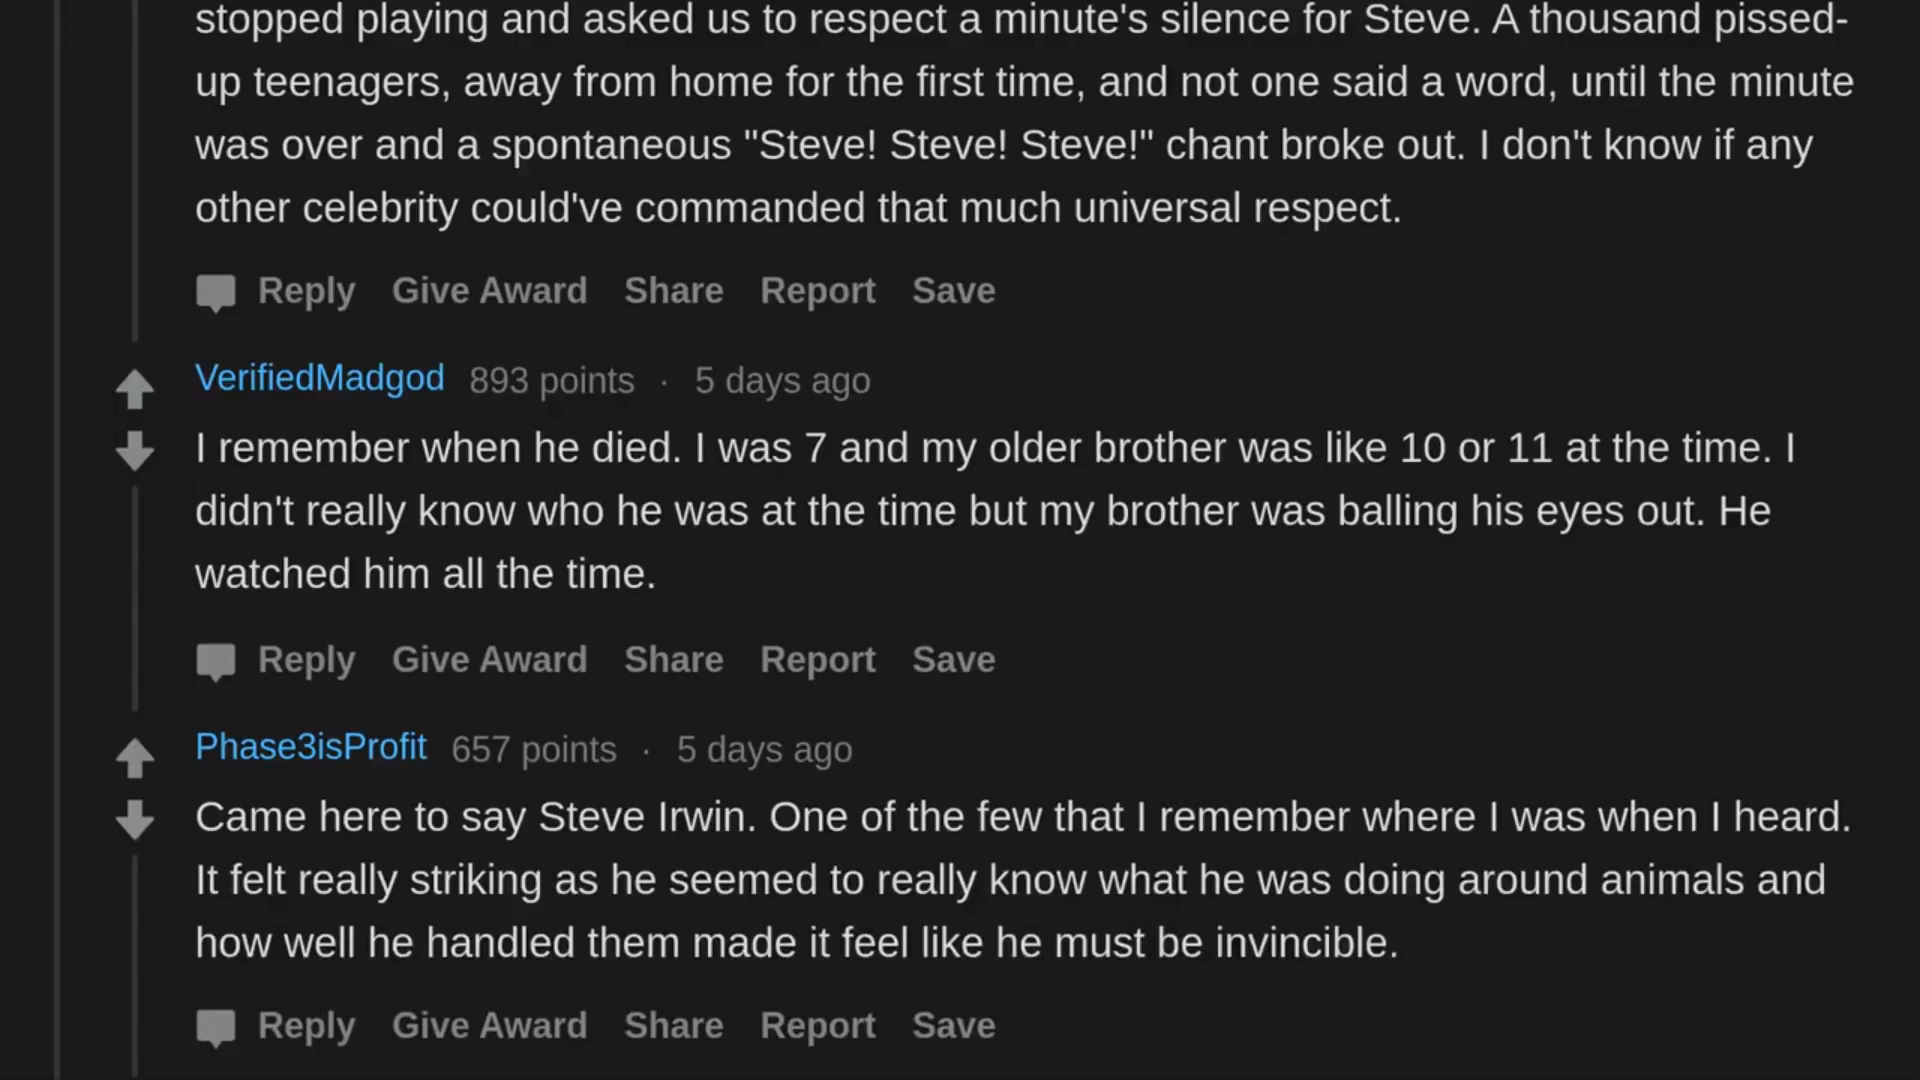 stopped playing and asked us to respect a minute's silence for Steve. A thousand pissed-
up teenagers, away from home for the first time, and not one said a word, until the minute
was over and a spontaneous "Steve! Steve! Steve!" chant broke out. I don't know if any
other celebrity could've commanded that much universal respect.
Reply Give Award Share Report Save
VerifiedMadgod 893 points · 5 days ago
I remember when he died. I was 7 and my older brother was like 10 or 11 at the time. I
didn't really know who he was at the time but my brother was balling his eyes out. He
watched him all the time.
Reply Give Award Share Report Save
Phase3isProfit 657 points · 5 days ago
Came here to say Steve Irwin. One of the few that I remember where I was when I heard.
It felt really striking as he seemed to really know what he was doing around animals and
how well he handled them made it feel like he must be invincible.
Reply Give Award Share Report Save